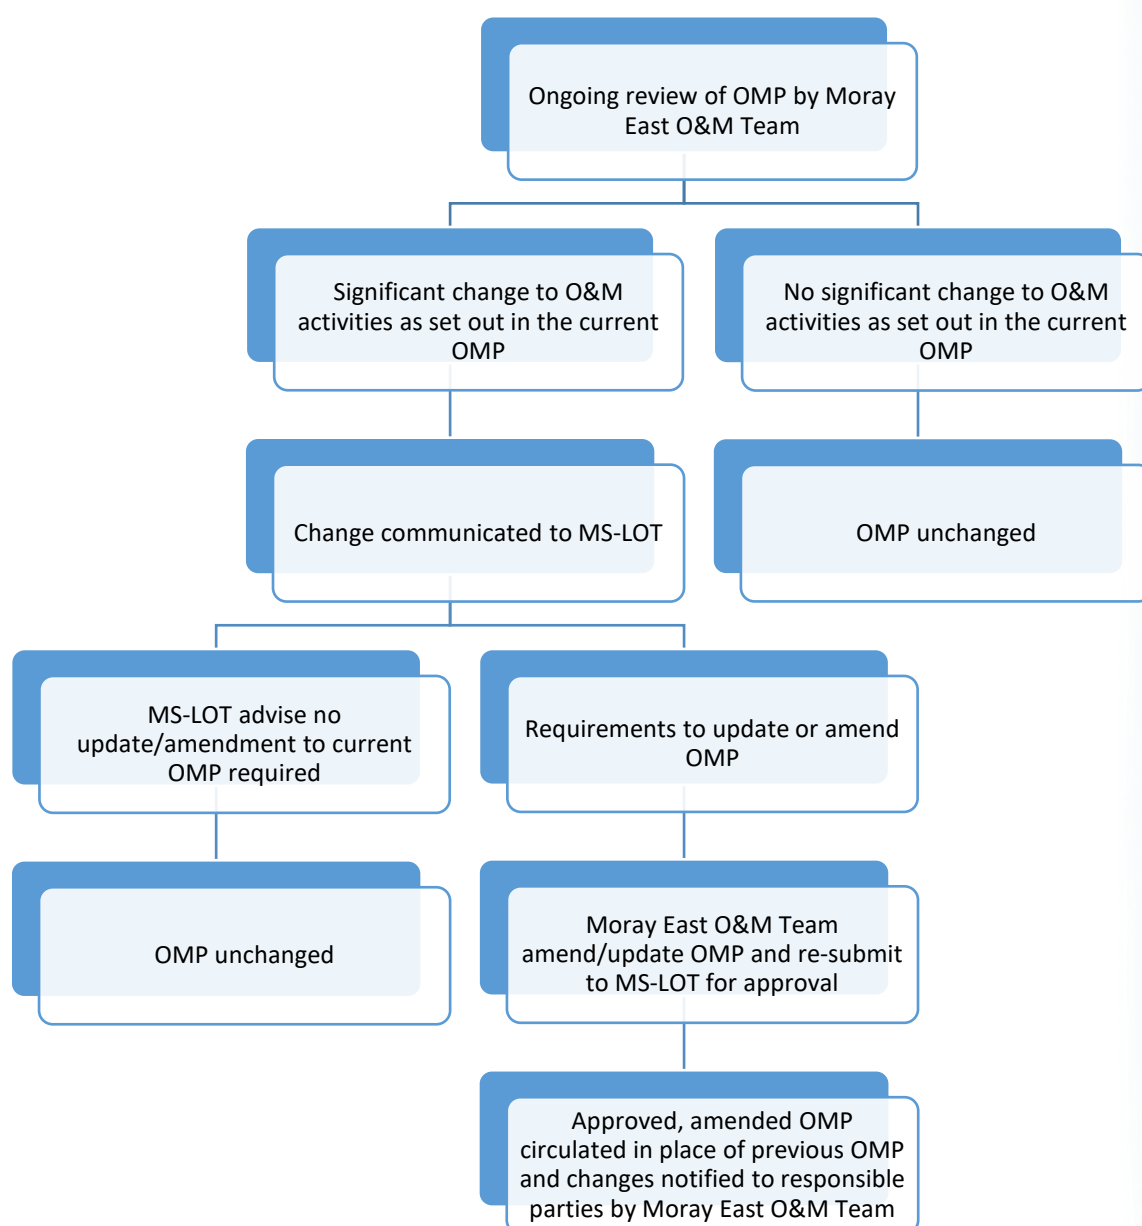 Ongoing review of OMP by Moray
East O&M Team
Significant change to O&M
activities as set out in the current
OMP
No significant change to O&M
activities as set out in the current
OMP
Change communicated to MS-LOT
OMP unchanged
MS-LOT advise no
update/amendment to current
OMP required
Requirements to update or amend
OMP
OMP unchanged
Moray East O&M Team
amend/update OMP and re-submit
to MS-LOT for approval
Approved, amended OMP
circulated in place of previous OMP
and changes notified to responsible
parties by Moray East O&M Team